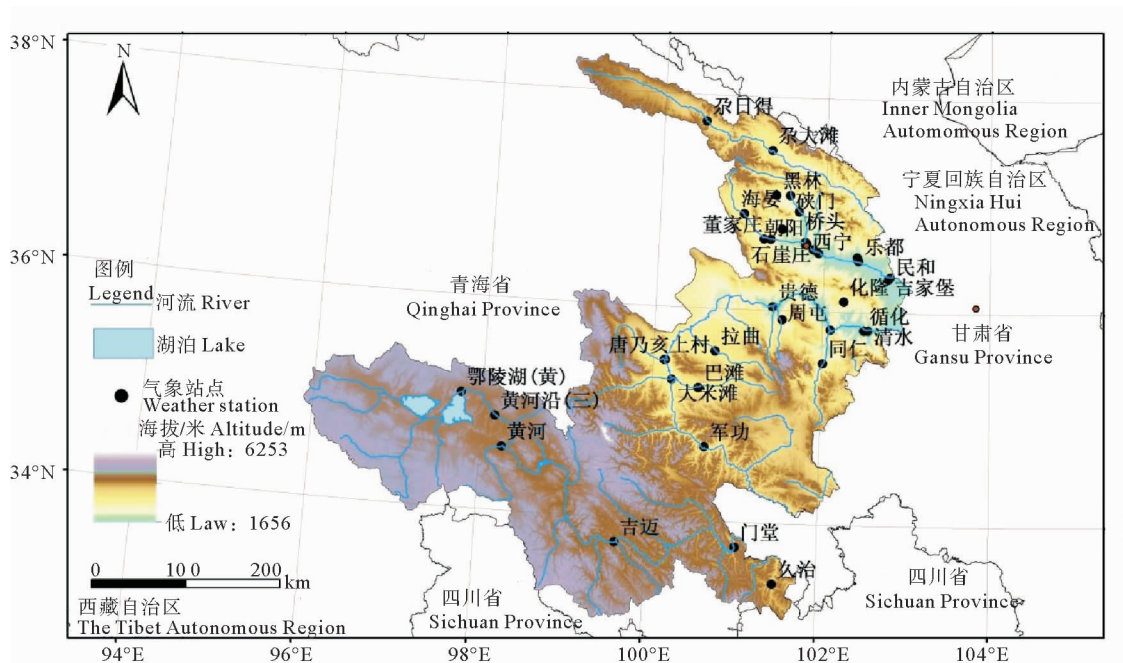 38°N
36°N
34°N
N
内蒙古自治区
Inner Mongolia
Automomous Region
宁夏回族自治区
Ningxia Hui
Autonomous Region
尕日得
尕大滩
黑林
海晏
硖门
桥头
董家庄
朝阳
西宁
石崖庄
乐都
民和
化隆
吉家堡
青海省
Qinghai Province
贵德
周屯
循化
清水
甘肃省
Gansu Province
唐乃亥上村
拉曲
同仁
巴滩
大米滩
鄂陵湖(黄)
黄河沿(三)
黄河
军功
吉迈
门堂
久治
图例
Legend
河流 River
湖泊 Lake
气象站点
Weather station
海拔/米 Altitude/m
高 High: 6253
低 Law: 1656
0 100 200
km
西藏自治区
The Tibet Autonomous Region
四川省
Sichuan Province
四川省
Sichuan Province
94°E 96°E 98°E 100°E 102°E 104°E